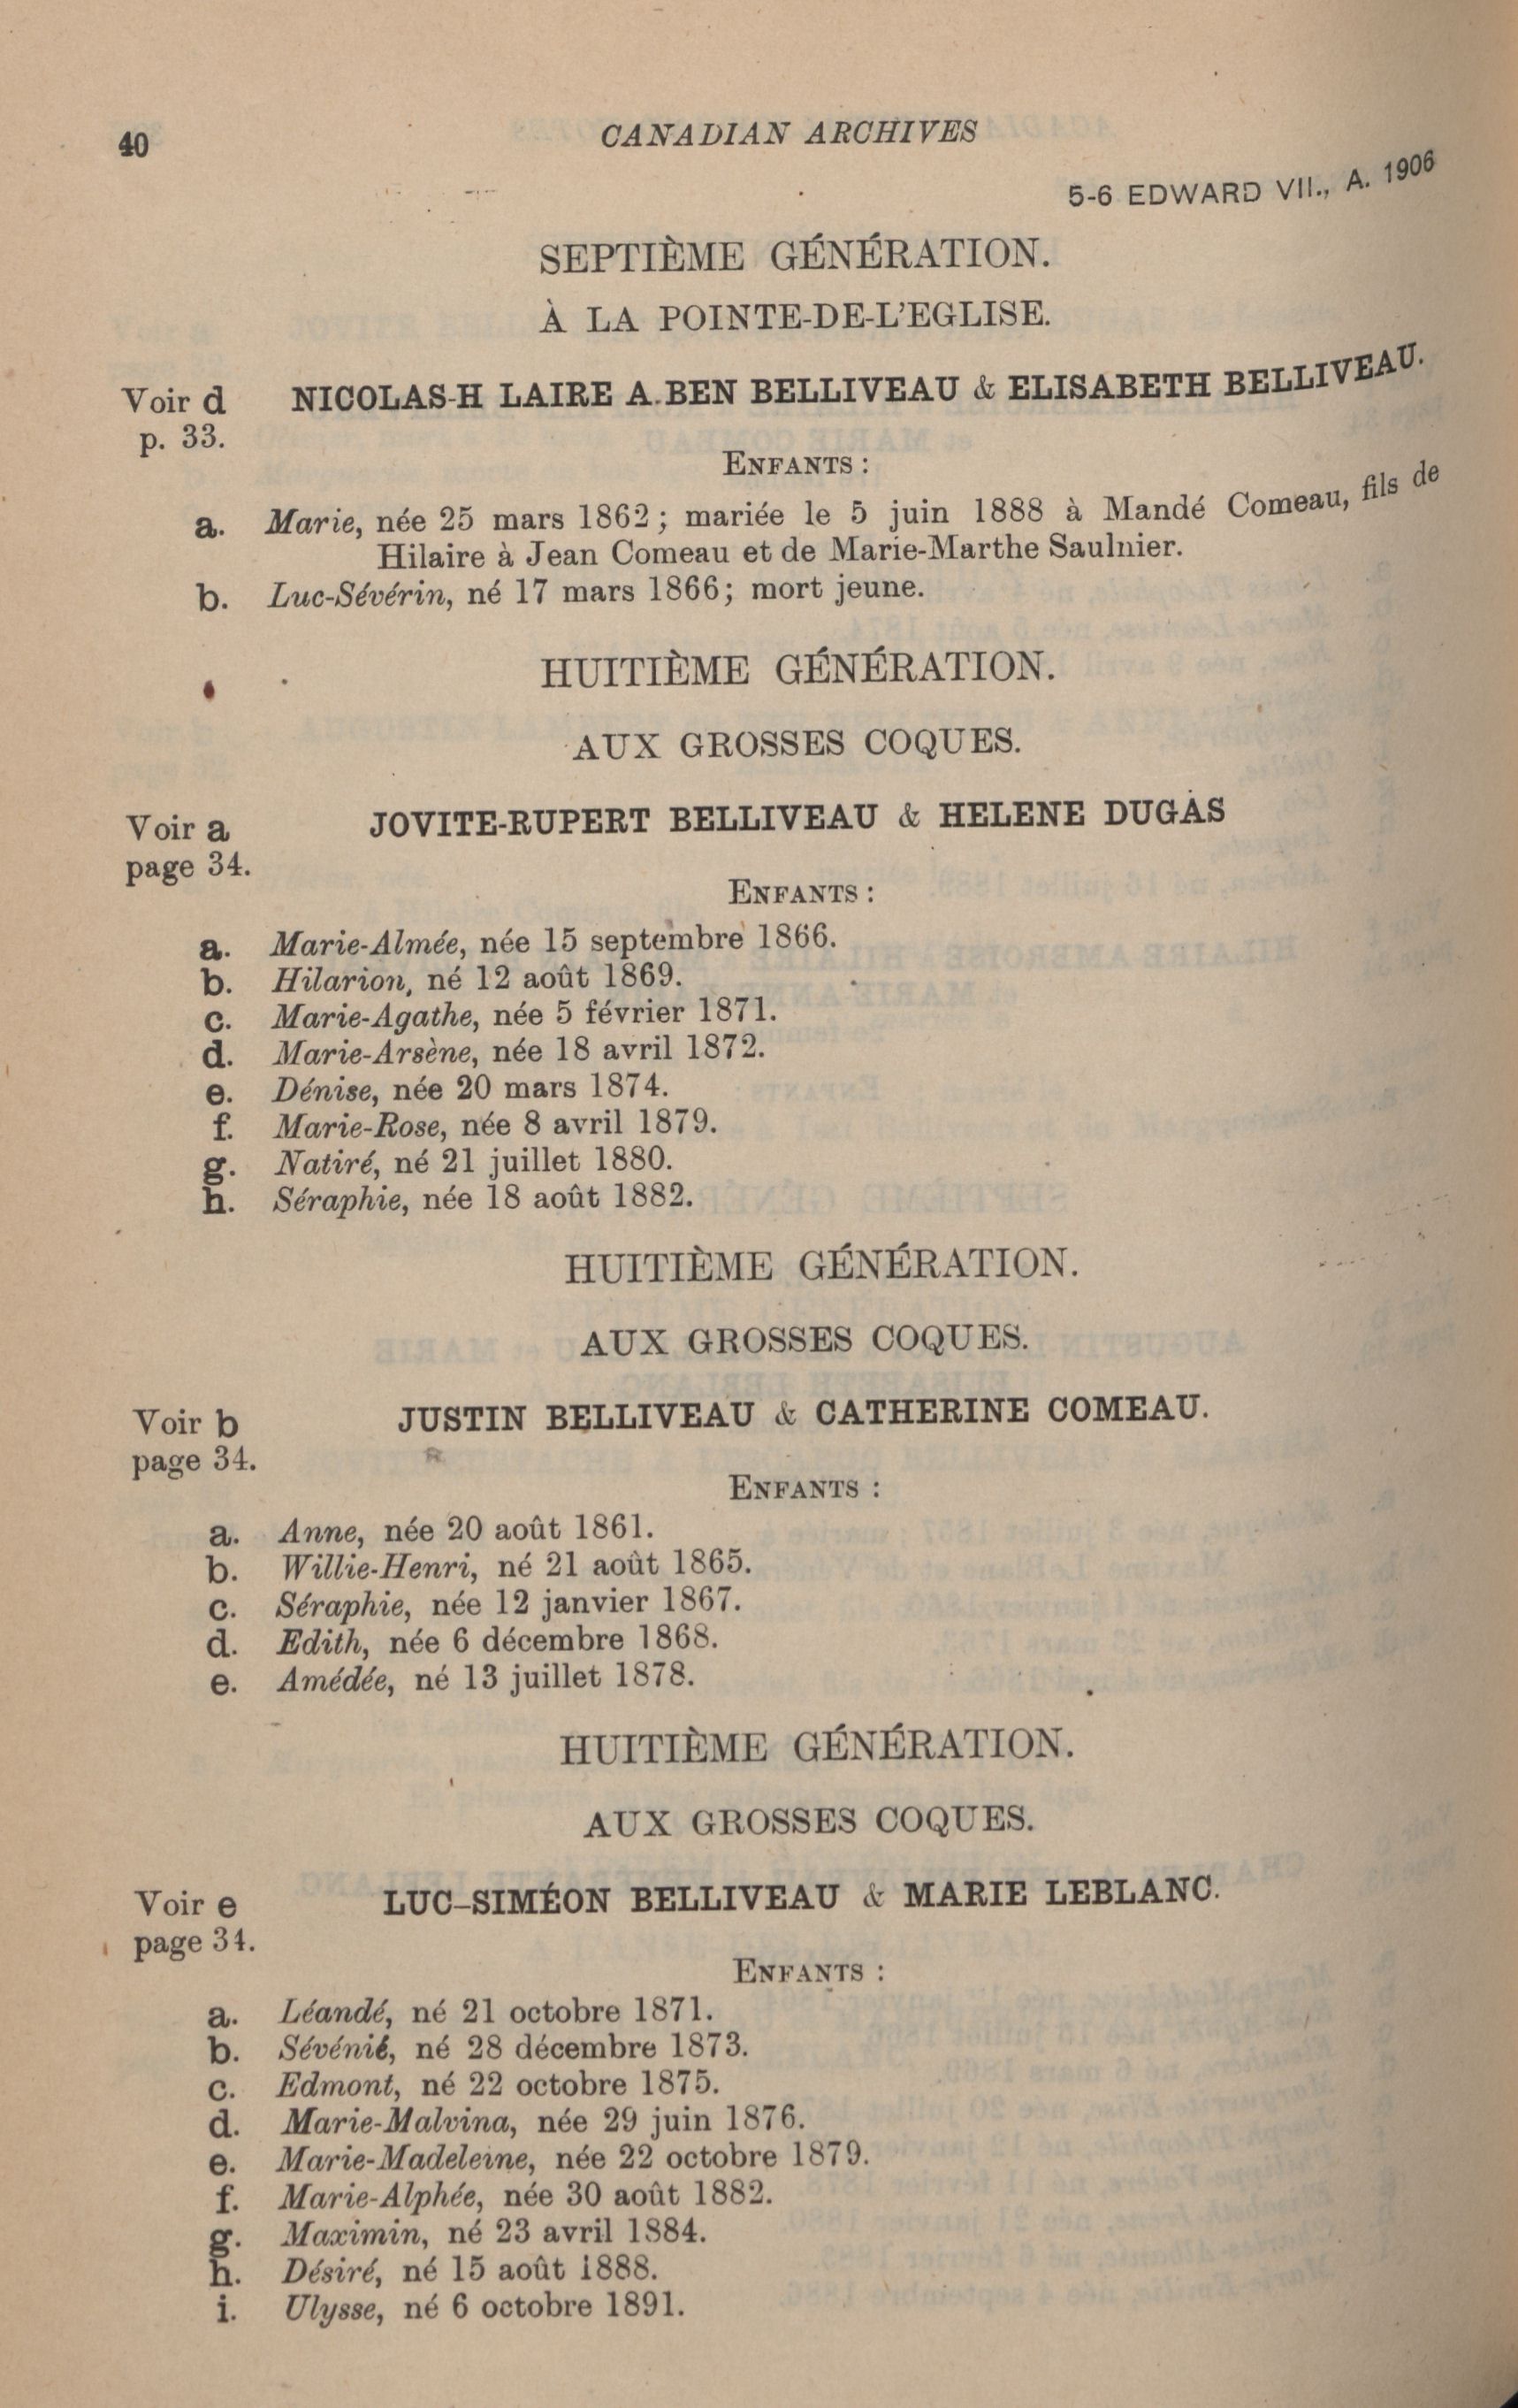 40
CANADIAN ARCHIVES
5-6 EDWARD VII., A. 1906
SEPTIÈME GÉNÉRATION.
À LA POINTE-DE-L'EGLISE.
Voir d NICOLAS-H LAIRE A.BEN BELLIVEAU & ELISABETH BELLIVEAU.
p. 33.
ENFANTS :
a. Marie, née 25 mars 1862; mariée le 5 juin 1888 à Mandé Comeau, fils de
Hilaire à Jean Comeau et de Marie-Marthe Saulnier.
b. Luc-Sévérin, né 17 mars 1866; mort jeune.
HUITIÈME GÉNÉRATION.
AUX GROSSES COQUES.
Voir a JOVITE-RUPERT BELLIVEAU & HELENE DUGAS
page 34.
ENFANTS :
a. Marie-Almée, née 15 septembre 1866.
b. Hilarion, né 12 août 1869.
c. Marie-Agathe, née 5 février 1871.
d. Marie-Arsène, née 18 avril 1872.
e. Dénise, née 20 mars 1874.
f. Marie-Rose, née 8 avril 1879.
g. Natiré, né 21 juillet 1880.
h. Séraphie, née 18 août 1882.
HUITIÈME GÉNÉRATION.
AUX GROSSES COQUES.
Voir b JUSTIN BELLIVEAU & CATHERINE COMEAU.
page 34.
ENFANTS :
a. Anne, née 20 août 1861.
b. Willie-Henri, né 21 août 1865.
c. Séraphie, née 12 janvier 1867.
d. Edith, née 6 décembre 1868.
e. Amédée, né 13 juillet 1878.
HUITIÈME GÉNÉRATION.
AUX GROSSES COQUES.
Voir e LUC-SIMÉON BELLIVEAU & MARIE LEBLANC.
page 34.
ENFANTS :
a. Léandé, né 21 octobre 1871.
b. Sévénié, né 28 décembre 1873.
c. Edmont, né 22 octobre 1875.
d. Marie-Malvina, née 29 juin 1876.
e. Marie-Madeleine, née 22 octobre 1879.
f. Marie-Alphée, née 30 août 1882.
g. Maximin, né 23 avril 1884.
h. Désiré, né 15 août 1888.
i. Ulysse, né 6 octobre 1891.